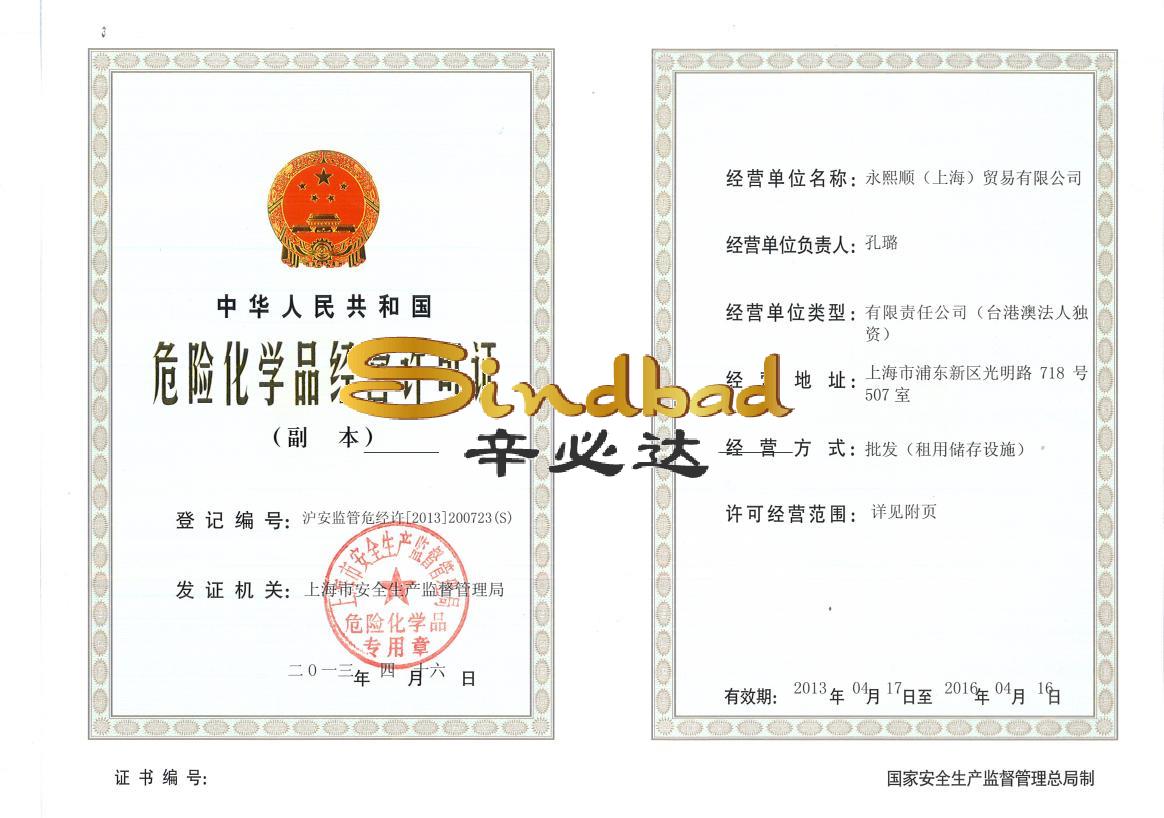 中华人民共和国
危险化学品经营许可证
（副 本）
Sindbad
辛必达
登记编号：沪安监管危经许[2013]200723(S)
发证机关：上海市安全生产监督管理局
上海市安全生产监督管理局
危险化学品
专用章
二〇一三年 四月 十六日
证书编号：
经营单位名称：永熙顺（上海）贸易有限公司
经营单位负责人：孔璐
经营单位类型：有限责任公司（台港澳法人独
资）
经营地址：上海市浦东新区光明路 718 号
507 室
经营方式：批发（租用储存设施）
许可经营范围：详见附页
有效期：2013年 04月 17日至 2016年 04月 16日
国家安全生产监督管理总局制